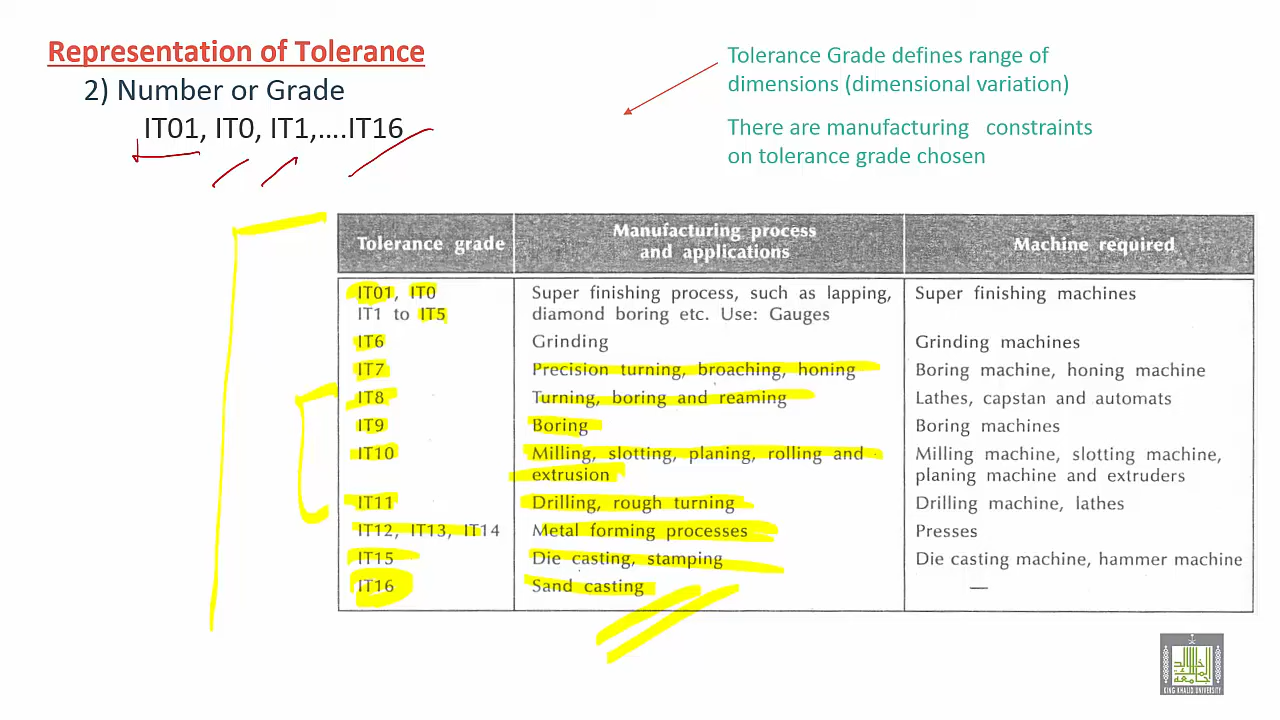 Representation of Tolerance
2) Number or Grade
IT01, IT0, IT1,....IT16
Tolerance Grade defines range of
dimensions (dimensional variation)
There are manufacturing constraints
on tolerance grade chosen
Tolerance grade
Manufacturing process
and applications
Machine required
IT01, IT0
IT1 to IT5
Super finishing process, such as lapping,
diamond boring etc. Use: Gauges
Super finishing machines
IT6 Grinding Grinding machines
IT7 Precision turning, broaching, honing Boring machine, honing machine
IT8 Turning, boring and reaming Lathes, capstan and automats
IT9 Boring Boring machines
IT10 Milling, slotting, planing, rolling and
extrusion
Milling machine, slotting machine,
planing machine and extruders
IT11 Drilling, rough turning Drilling machine, lathes
IT12, IT13, IT14 Metal forming processes Presses
IT15 Die casting, stamping Die casting machine, hammer machine
IT16 Sand casting —
KING KHALID UNIVERSITY